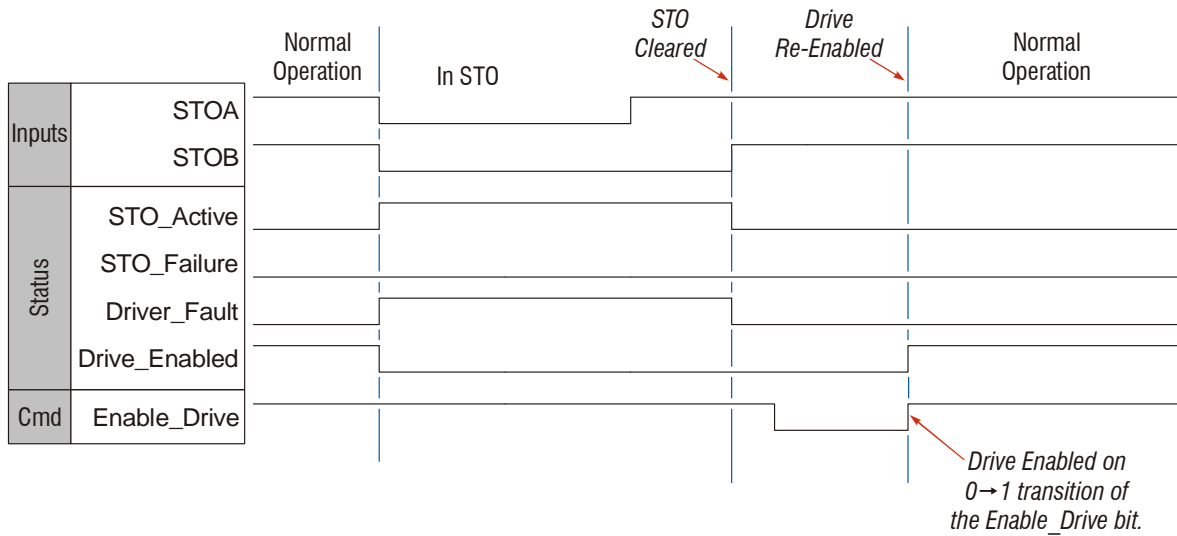 Normal
Operation
In STO
STO
Cleared
Drive
Re-Enabled
Normal
Operation
Inputs
STOA
STOB
Status
STO_Active
STO_Failure
Driver_Fault
Drive_Enabled
Cmd
Enable_Drive
Drive Enabled on
0→1 transition of
the Enable_Drive bit.